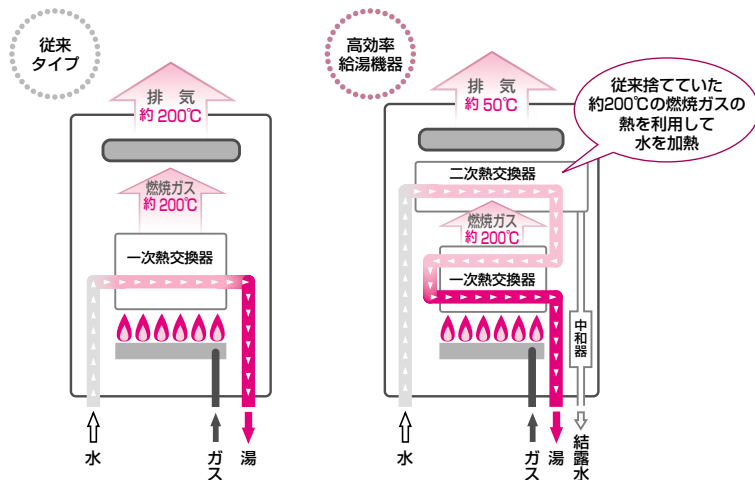 従来
タイプ
排 気
約200℃
燃焼ガス
約200℃
一次熱交換器
水
ガス
湯
高効率
給湯機器
排 気
約50℃
従来捨てていた
約200℃の燃焼ガスの
熱を利用して
水を加熱
二次熱交換器
燃焼ガス
約200℃
一次熱交換器
中和器
水
ガス
湯
結露水